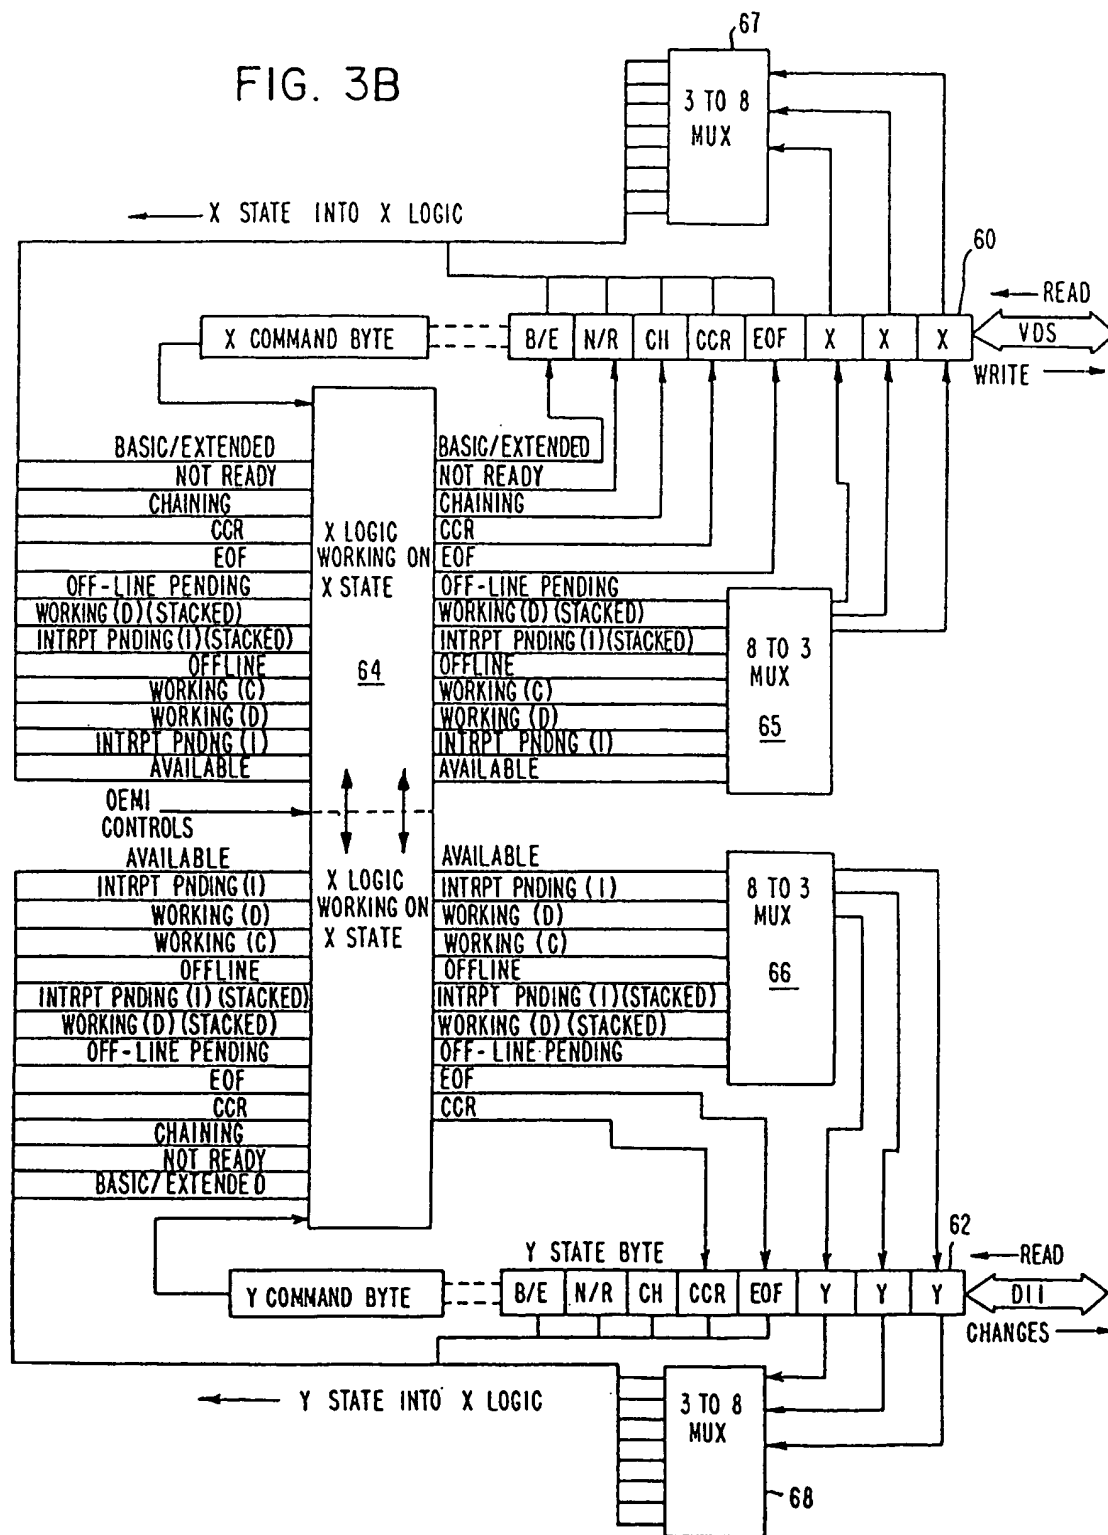 FIG. 3B
67
3 TO 8
MUX
X STATE INTO X LOGIC
60
READ
X COMMAND BYTE
B/E N/R CH CCR EOF X X X
VDS
WRITE
BASIC/EXTENDED
NOT READY
CHAINING
CCR
EOF
OFF-LINE PENDING
WORKING (D)(STACKED)
INTRPT PNDING (I)(STACKED)
OFFLINE
WORKING (C)
WORKING (D)
INTRPT PNDNG (I)
AVAILABLE
X LOGIC
WORKING ON
X STATE
64
BASIC/EXTENDED
NOT READY
CHAINING
CCR
EOF
OFF-LINE PENDING
WORKING (D)(STACKED)
INTRPT PNDING (I)(STACKED)
OFFLINE
WORKING (C)
WORKING (D)
INTRPT PNDNG (I)
AVAILABLE
8 TO 3
MUX
65
OEMI
CONTROLS
AVAILABLE
INTRPT PNDING (I)
WORKING (D)
WORKING (C)
OFFLINE
INTRPT PNDING (I)(STACKED)
WORKING (D)(STACKED)
OFF-LINE PENDING
EOF
CCR
CHAINING
NOT READY
BASIC/EXTENDED
X LOGIC
WORKING ON
X STATE
AVAILABLE
INTRPT PNDING (I)
WORKING (D)
WORKING (C)
OFFLINE
INTRPT PNDING (I)(STACKED)
WORKING (D)(STACKED)
OFF-LINE PENDING
EOF
CCR
8 TO 3
MUX
66
Y STATE BYTE
62
READ
Y COMMAND BYTE
B/E N/R CH CCR EOF Y Y Y
DII
CHANGES
Y STATE INTO X LOGIC
3 TO 8
MUX
68